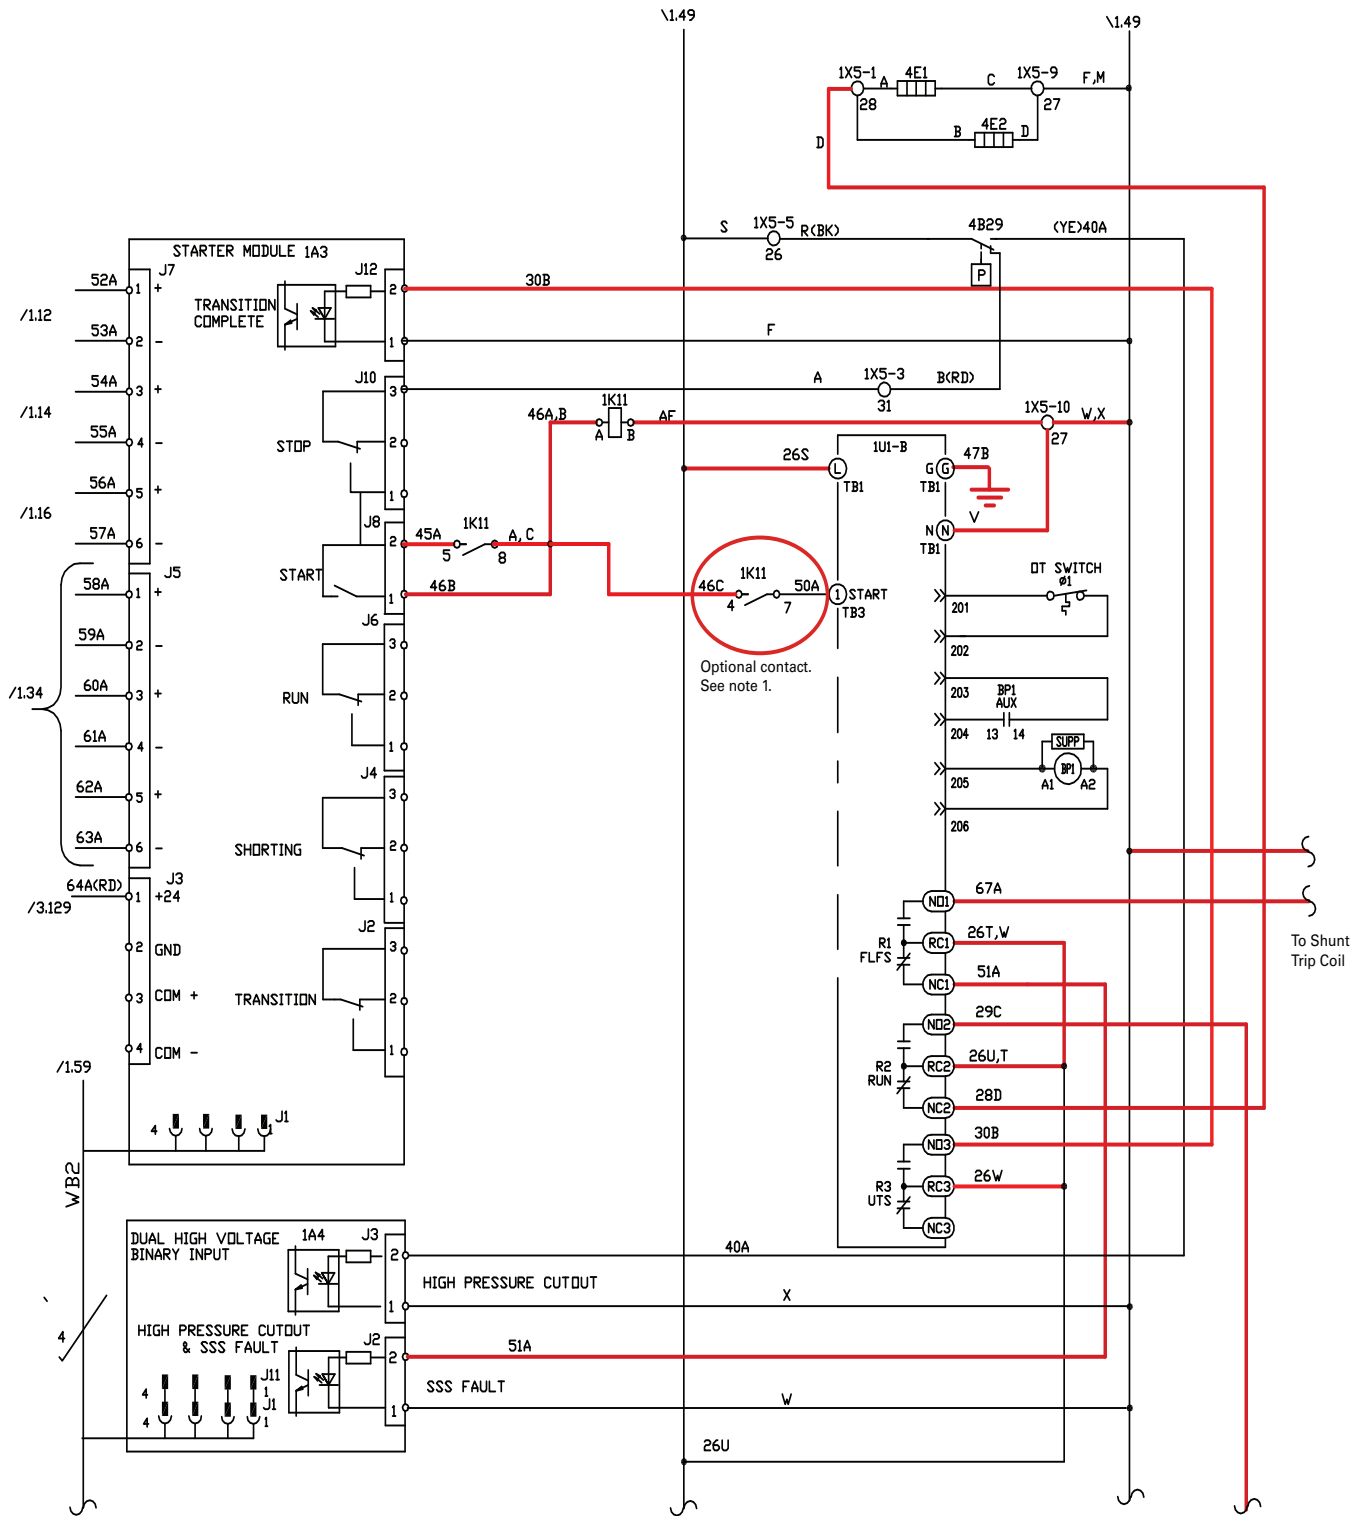 \1.49
\1.49
1X5-1
A
4E1
C
1X5-9
F,M
28
27
B
4E2
D
D
S
1X5-5
R(BK)
4B29
(YE)40A
26
P
STARTER MODULE 1A3
J7
J12
52A
1 +
2
30B
/1.12
TRANSITION
COMPLETE
53A
2 -
1
F
54A
3 +
J10
3
A
1X5-3
B(RD)
31
/1.14
46A,B
1K11
AF
1X5-10
W,X
A
B
27
55A
4 -
STOP
2
1U1-B
26S
L
TB1
G
G
47B
TB1
56A
5 +
1
/1.16
J8
V
57A
6 -
2
45A
1K11
A,C
5
8
N
N
TB1
58A
J5
1 +
START
1
46B
46C
1K11
50A
4
7
1
START
TB3
OT SWITCH
Ø1
201
202
Optional contact.
See note 1.
59A
2 -
J6
3
/1.34
60A
3 +
RUN
2
203
BP1
AUX
204
13
14
61A
4 -
1
SUPP
BP1
205
A1
A2
62A
5 +
J4
3
206
63A
6 -
SHORTING
2
64A(RD)
J3
1
+24
1
/3.129
67A
NO1
J2
3
2
GND
R1
FLFS
RC1
26T,W
To Shunt
Trip Coil
NC1
51A
3
COM +
TRANSITION
2
NO2
29C
4
COM -
1
/1.59
R2
RUN
RC2
26U,T
NC2
28D
4
1
J1
NO3
30B
WB2
R3
UTS
RC3
26W
NC3
DUAL HIGH VOLTAGE
BINARY INPUT
1A4
J3
2
40A
HIGH PRESSURE CUTOUT
1
X
4
HIGH PRESSURE CUTOUT
& SSS FAULT
J2
2
51A
J11
4
1
SSS FAULT
J1
4
1
1
W
26U